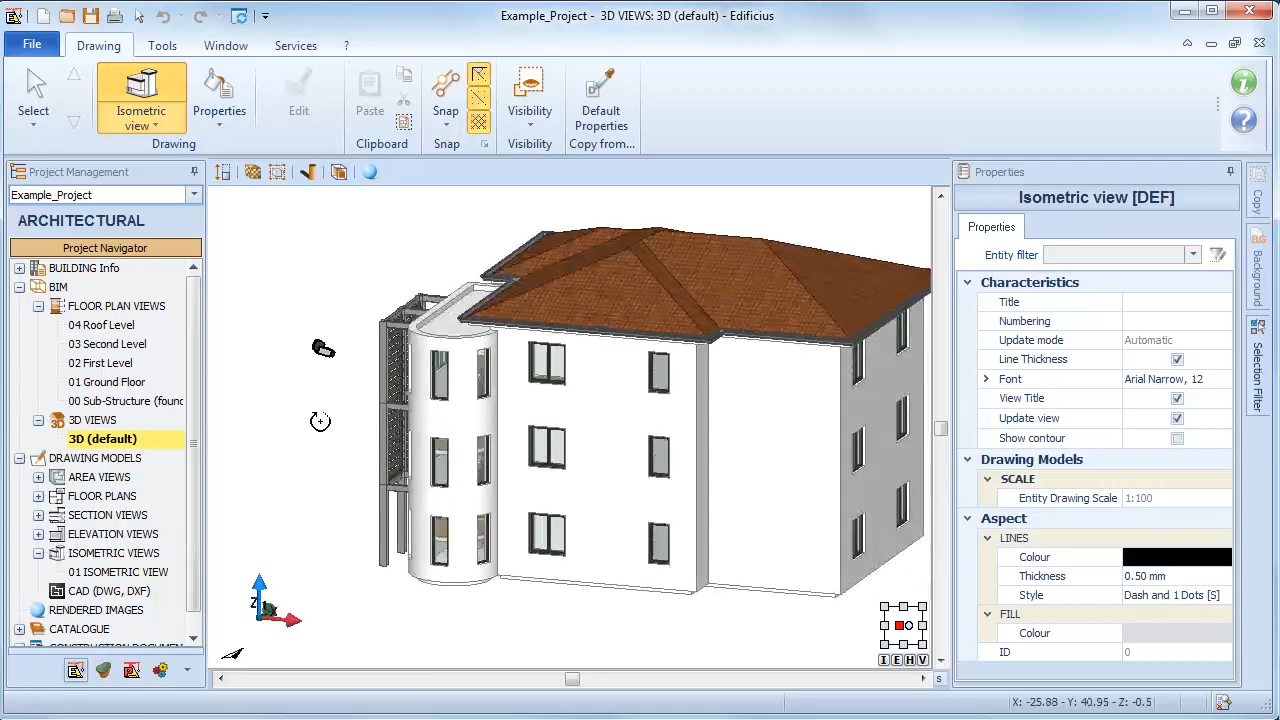 Example_Project - 3D VIEWS: 3D (default) - Edificius
File
Drawing
Tools
Window
Services
?
Select
Isometric
view
Properties
Edit
Drawing
Paste
Clipboard
Snap
Snap
Visibility
Visibility
Default
Properties
Copy from...
Project Management
Example_Project
ARCHITECTURAL
Project Navigator
BUILDING Info
BIM
FLOOR PLAN VIEWS
04 Roof Level
03 Second Level
02 First Level
01 Ground Floor
00 Sub-Structure (found
3D VIEWS
3D (default)
DRAWING MODELS
AREA VIEWS
FLOOR PLANS
SECTION VIEWS
ELEVATION VIEWS
ISOMETRIC VIEWS
01 ISOMETRIC VIEW
CAD (DWG, DXF)
RENDERED IMAGES
CATALOGUE
Z
I E H V
S
Properties
Isometric view [DEF]
Properties
Entity filter
Characteristics
Title
Numbering
Update mode Automatic
Line Thickness
Font Arial Narrow, 12
View Title
Update view
Show contour
Drawing Models
SCALE
Entity Drawing Scale 1:100
Aspect
LINES
Colour
Thickness 0.50 mm
Style Dash and 1 Dots [S]
FILL
Colour
ID 0
Copy
BG
Background
Selection Filter
X: -25.88 - Y: 40.95 - Z: -0.5